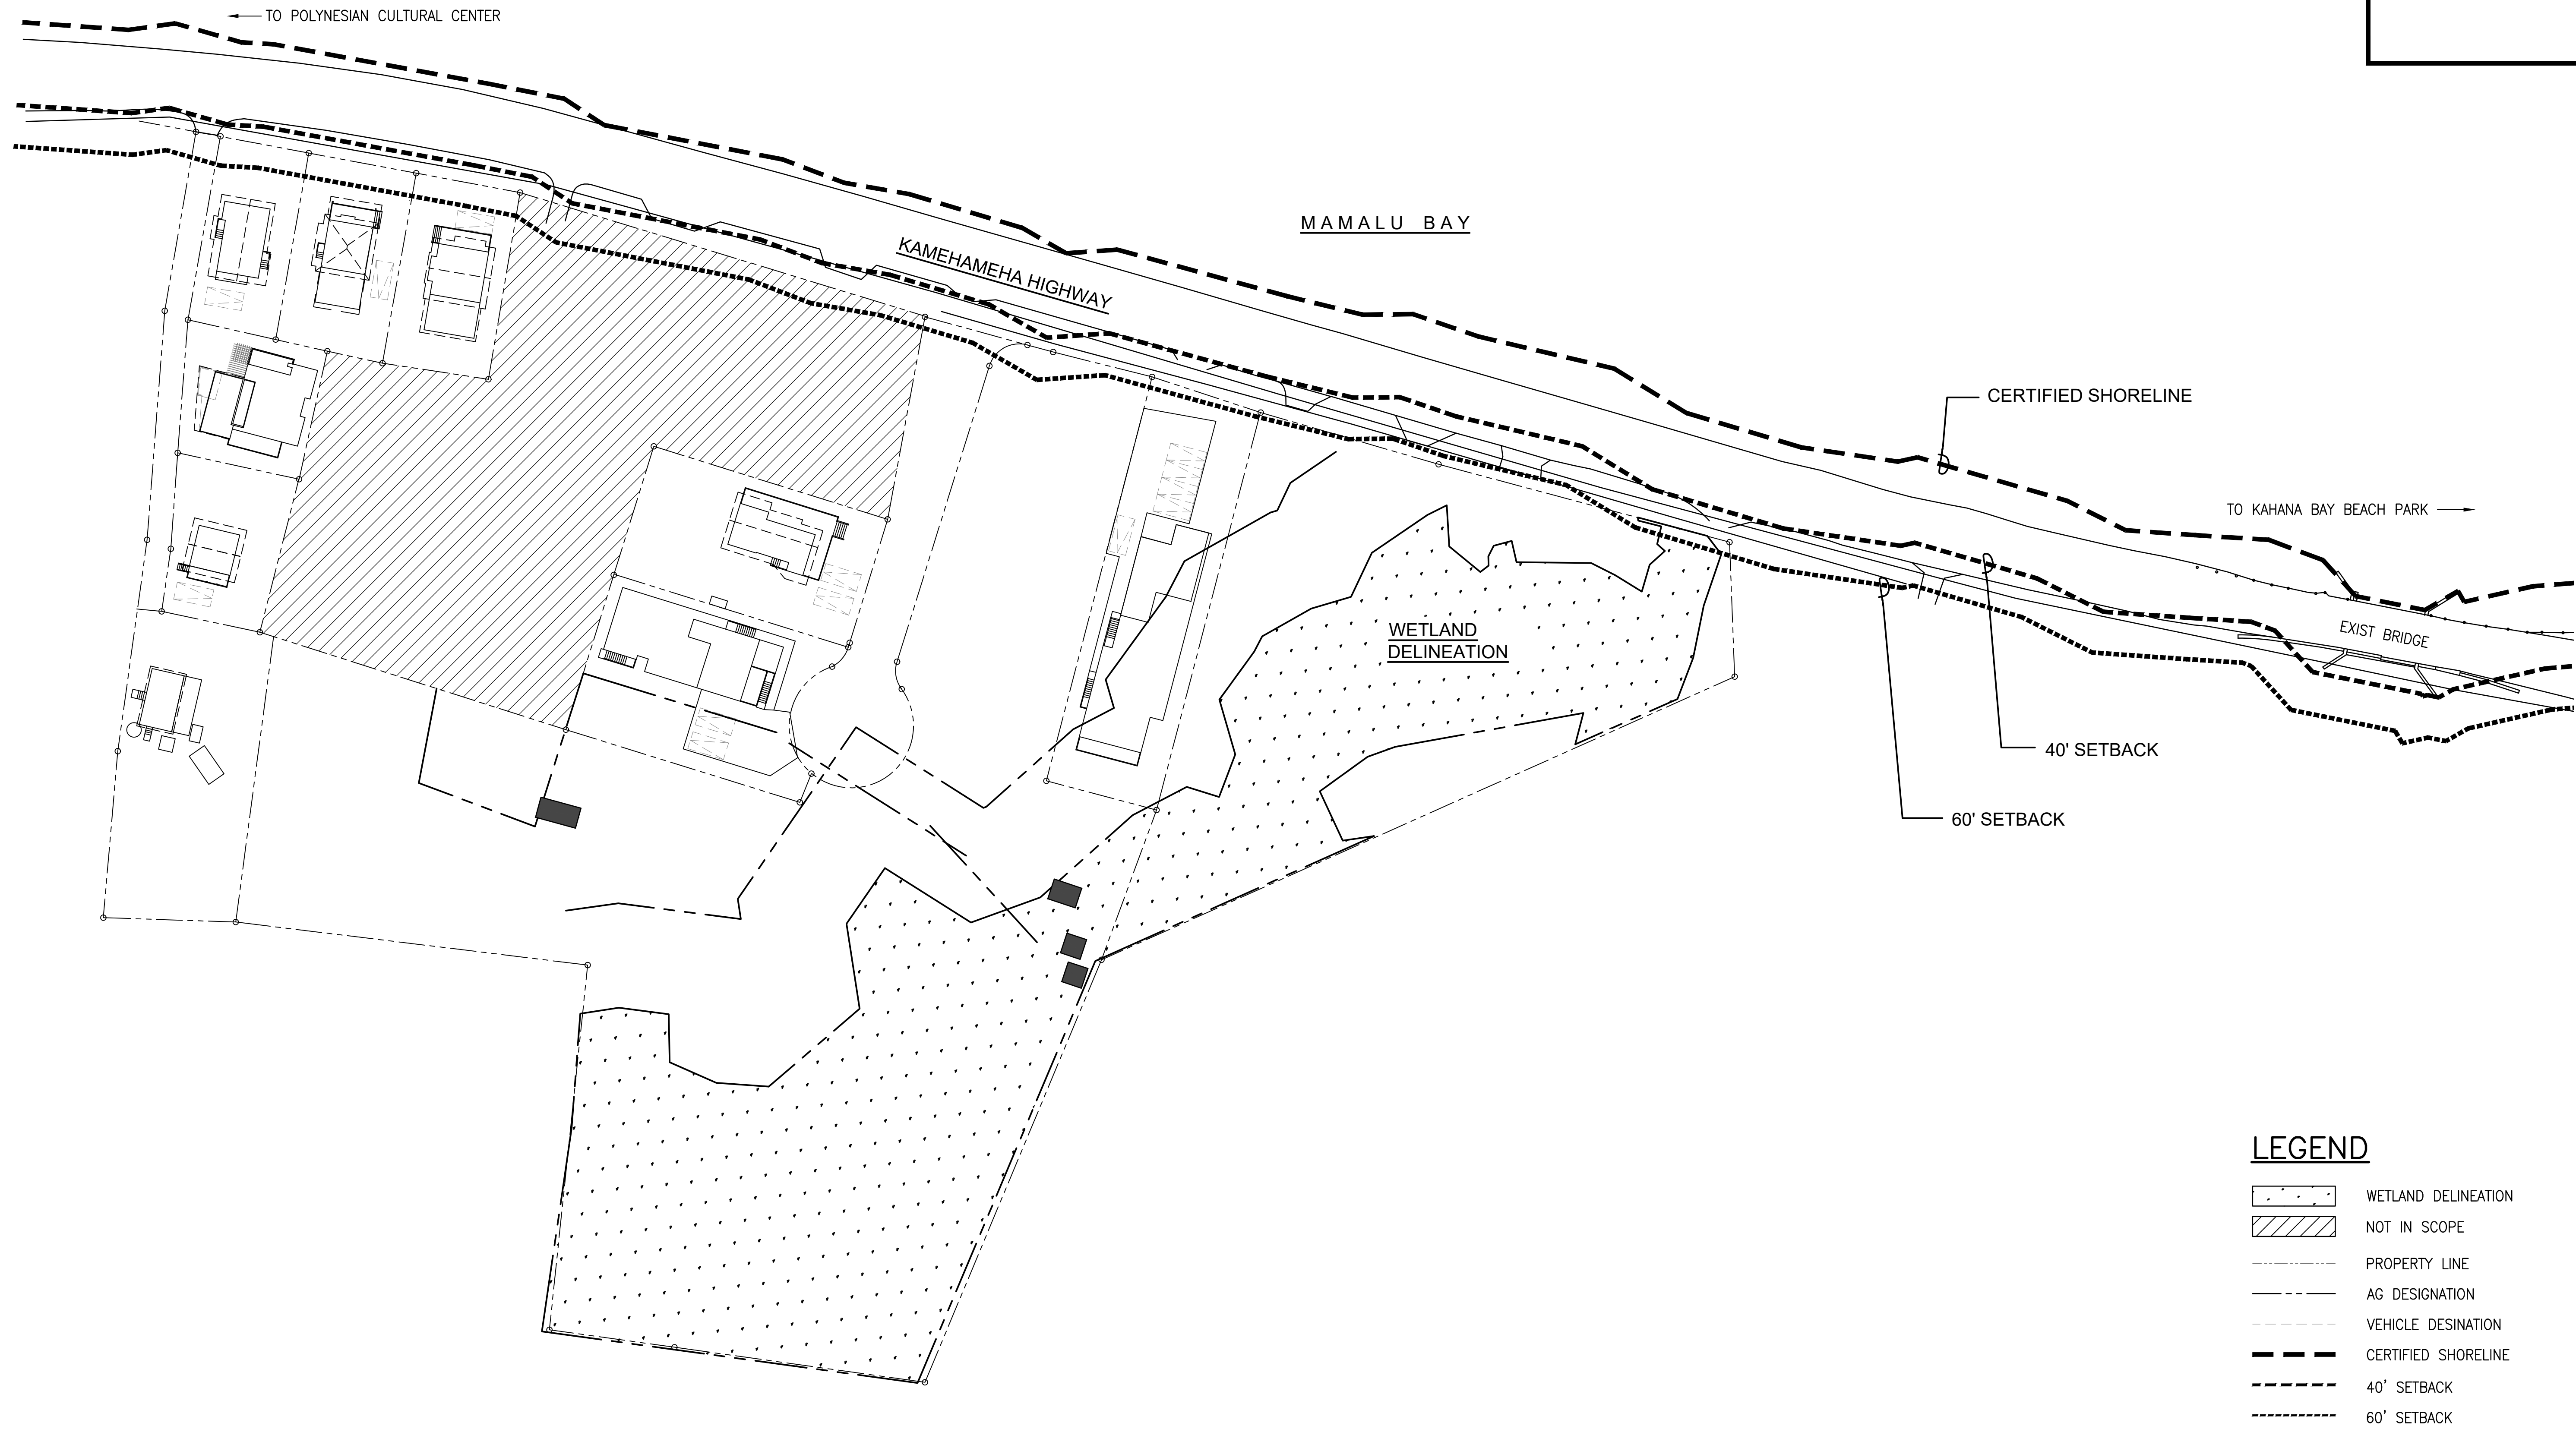 TO POLYNESIAN CULTURAL CENTER
MAMALU BAY
KAMEHAMEHA HIGHWAY
CERTIFIED SHORELINE
TO KAHANA BAY BEACH PARK
EXIST BRIDGE
WETLAND
DELINEATION
40' SETBACK
60' SETBACK
LEGEND
WETLAND DELINEATION
NOT IN SCOPE
PROPERTY LINE
AG DESIGNATION
VEHICLE DESINATION
CERTIFIED SHORELINE
40' SETBACK
60' SETBACK